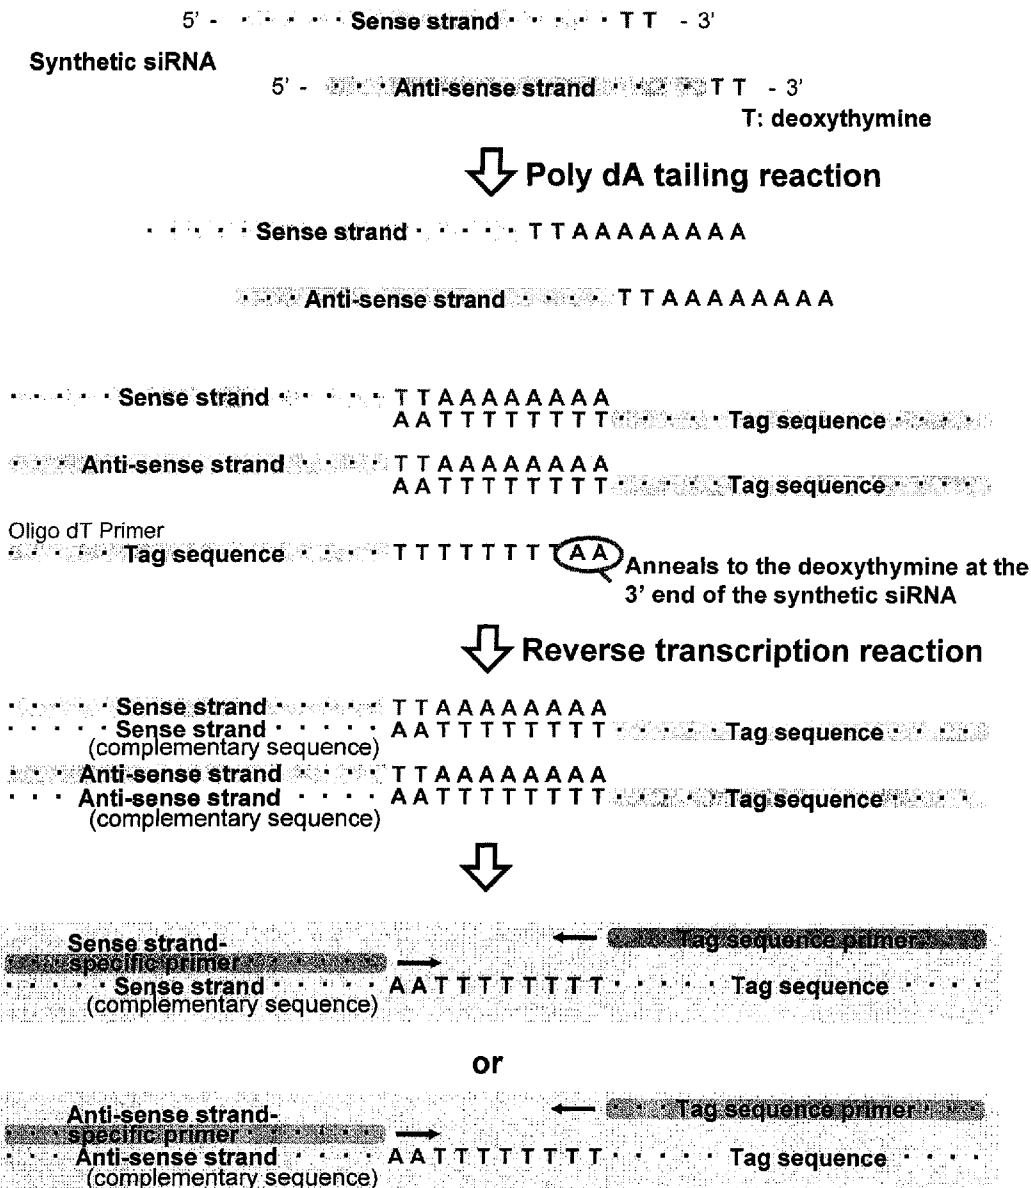 5' - · · · · · Sense strand · · · · · T T - 3'
Synthetic siRNA
5' - · · · Anti-sense strand · · · · T T - 3'
T: deoxythymine
Poly dA tailing reaction
· · · · · Sense strand · · · · · T T A A A A A A A A
· · · Anti-sense strand · · · · T T A A A A A A A A
· · · · · Sense strand · · · · · T T A A A A A A A A
A A T T T T T T T T · · · · · Tag sequence · · · ·
· · · Anti-sense strand · · · · T T A A A A A A A A
A A T T T T T T T T · · · · · Tag sequence · · · ·
Oligo dT Primer
· · · · · Tag sequence · · · · T T T T T T T T A A
Anneals to the deoxythymine at the
3' end of the synthetic siRNA
Reverse transcription reaction
· · · · · Sense strand · · · · · T T A A A A A A A A
· · · · · Sense strand · · · · · A A T T T T T T T T · · · · · Tag sequence · · · ·
(complementary sequence)
· · · Anti-sense strand · · · · T T A A A A A A A A
· · · Anti-sense strand · · · · A A T T T T T T T T · · · · · Tag sequence · · · ·
(complementary sequence)
Tag sequence primer
Sense strand-
specific primer
· · · · · Sense strand · · · · · A A T T T T T T T T · · · · · Tag sequence · · · ·
(complementary sequence)
or
Tag sequence primer
Anti-sense strand-
specific primer
· · · Anti-sense strand · · · · A A T T T T T T T T · · · · · Tag sequence · · · ·
(complementary sequence)